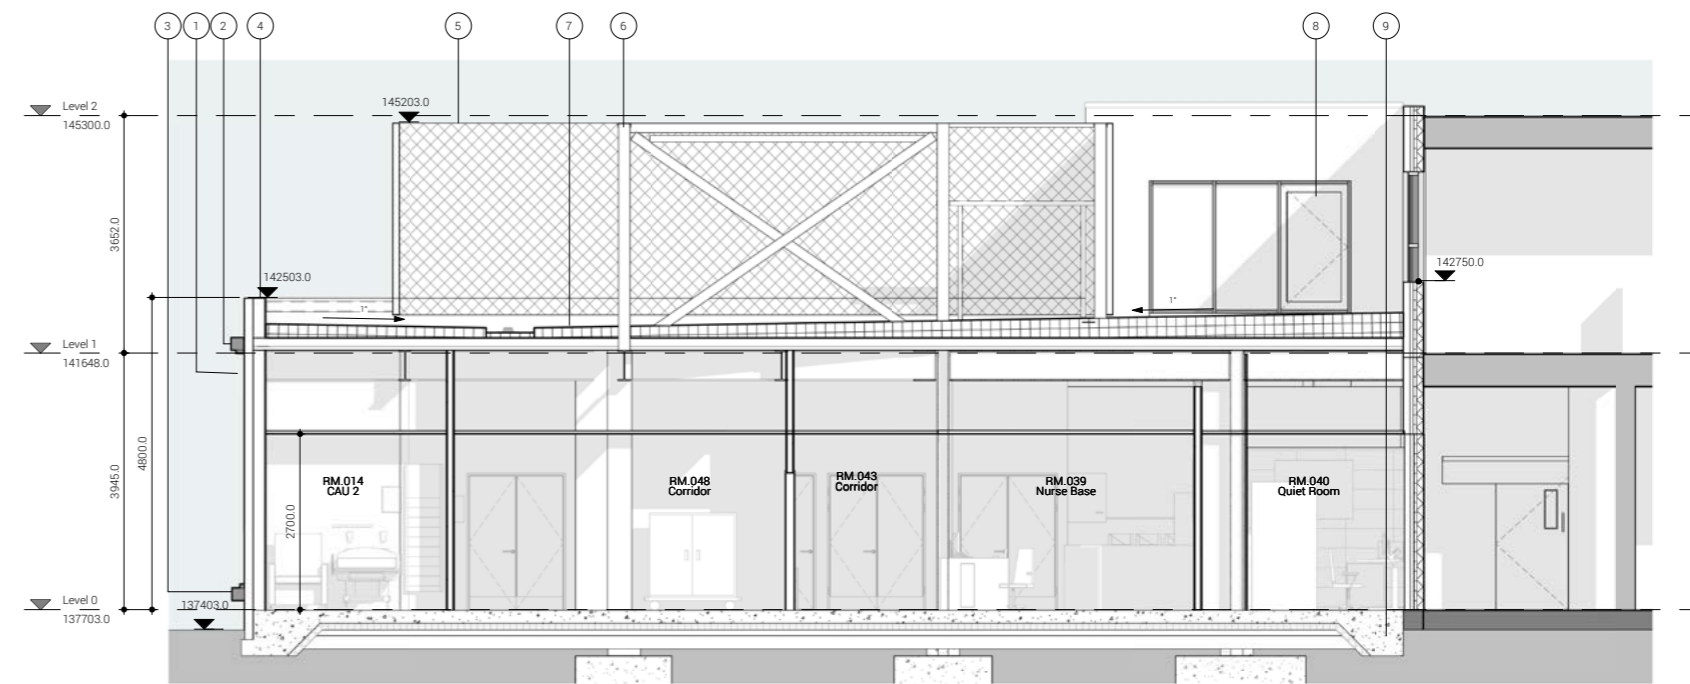 3
1
2
4
5
7
6
8
9
Level 2
145300.0
145203.0
3652.0
142503.0
142750.0
1°
1°
Level 1
141648.0
3945.0
4800.0
2700.0
RM.014
CAU 2
RM.048
Corridor
RM.043
Corridor
RM.039
Nurse Base
RM.040
Quiet Room
Level 0
137703.0
137403.0